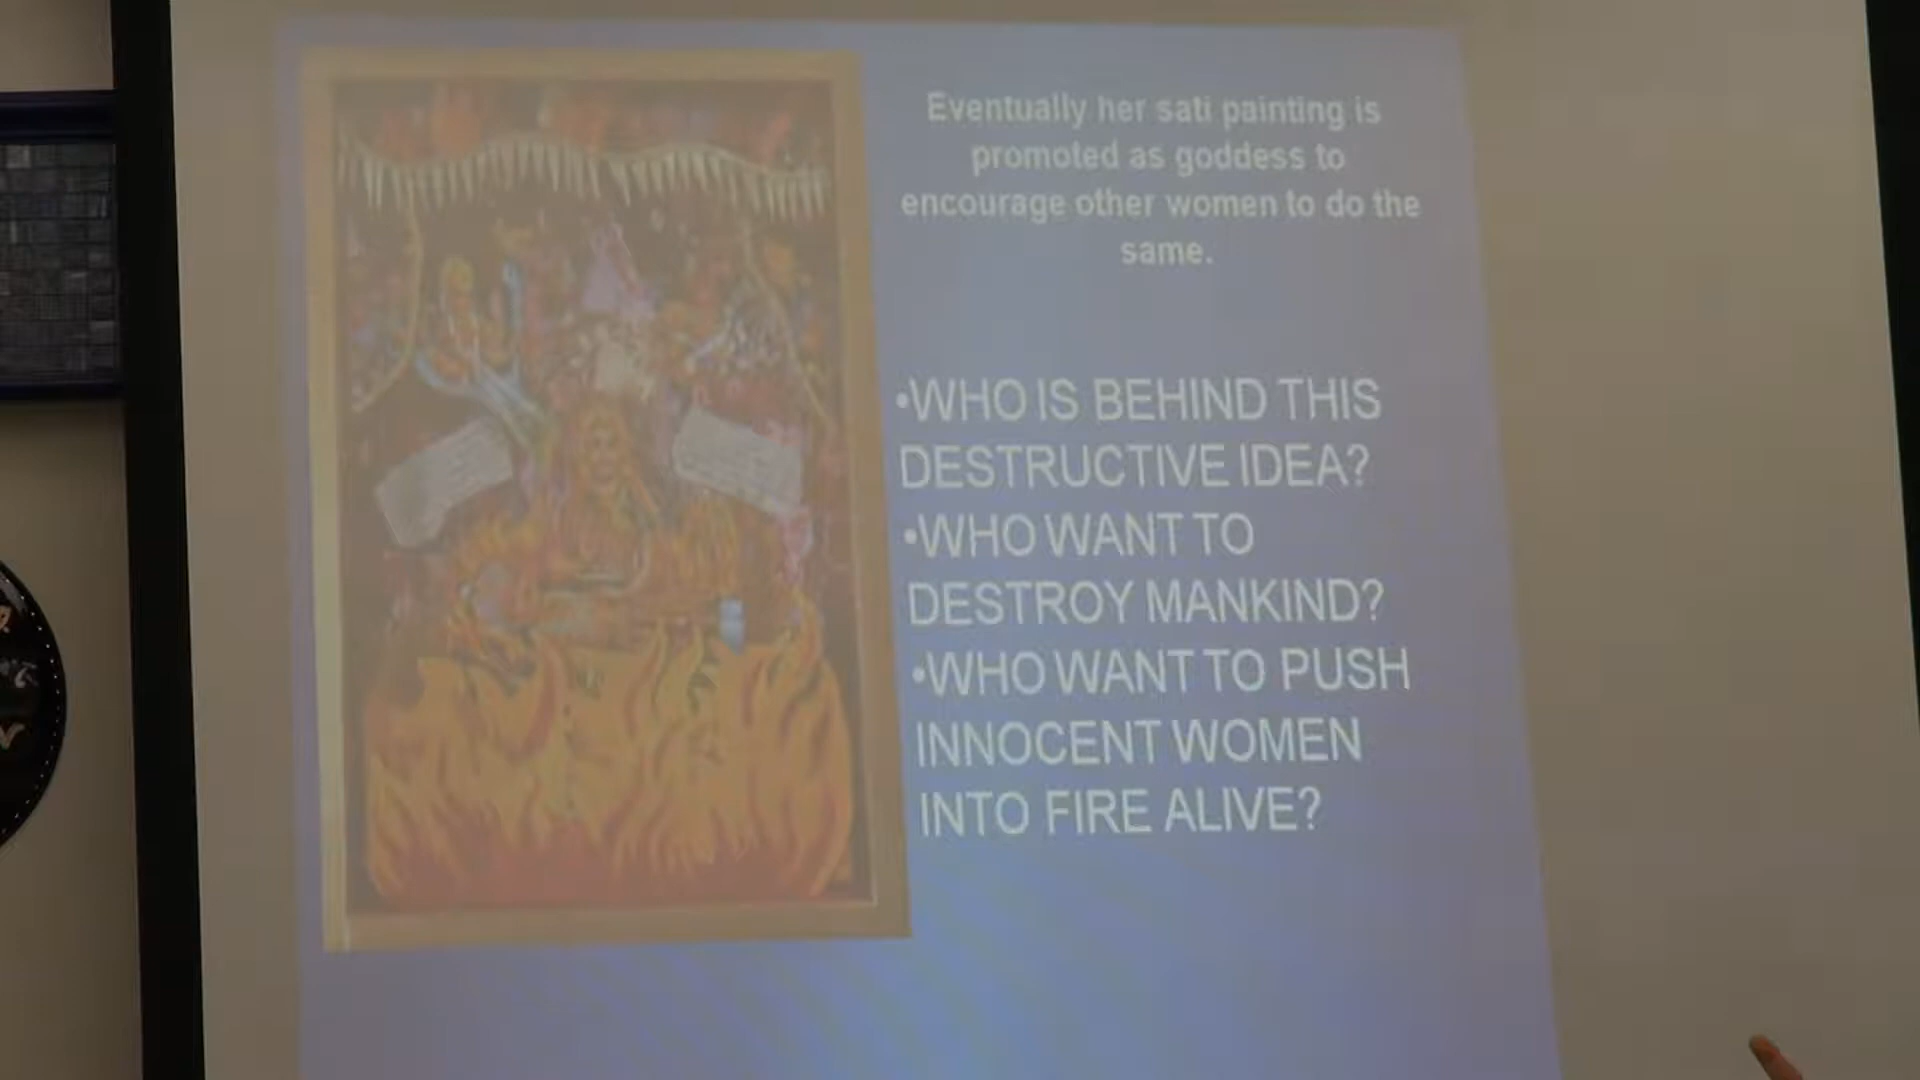 Eventually her sati painting is
promoted as goddess to
encourage other women to do the
same.
•WHO IS BEHIND THIS
DESTRUCTIVE IDEA?
•WHO WANT TO
DESTROY MANKIND?
•WHO WANT TO PUSH
INNOCENT WOMEN
INTO FIRE ALIVE?